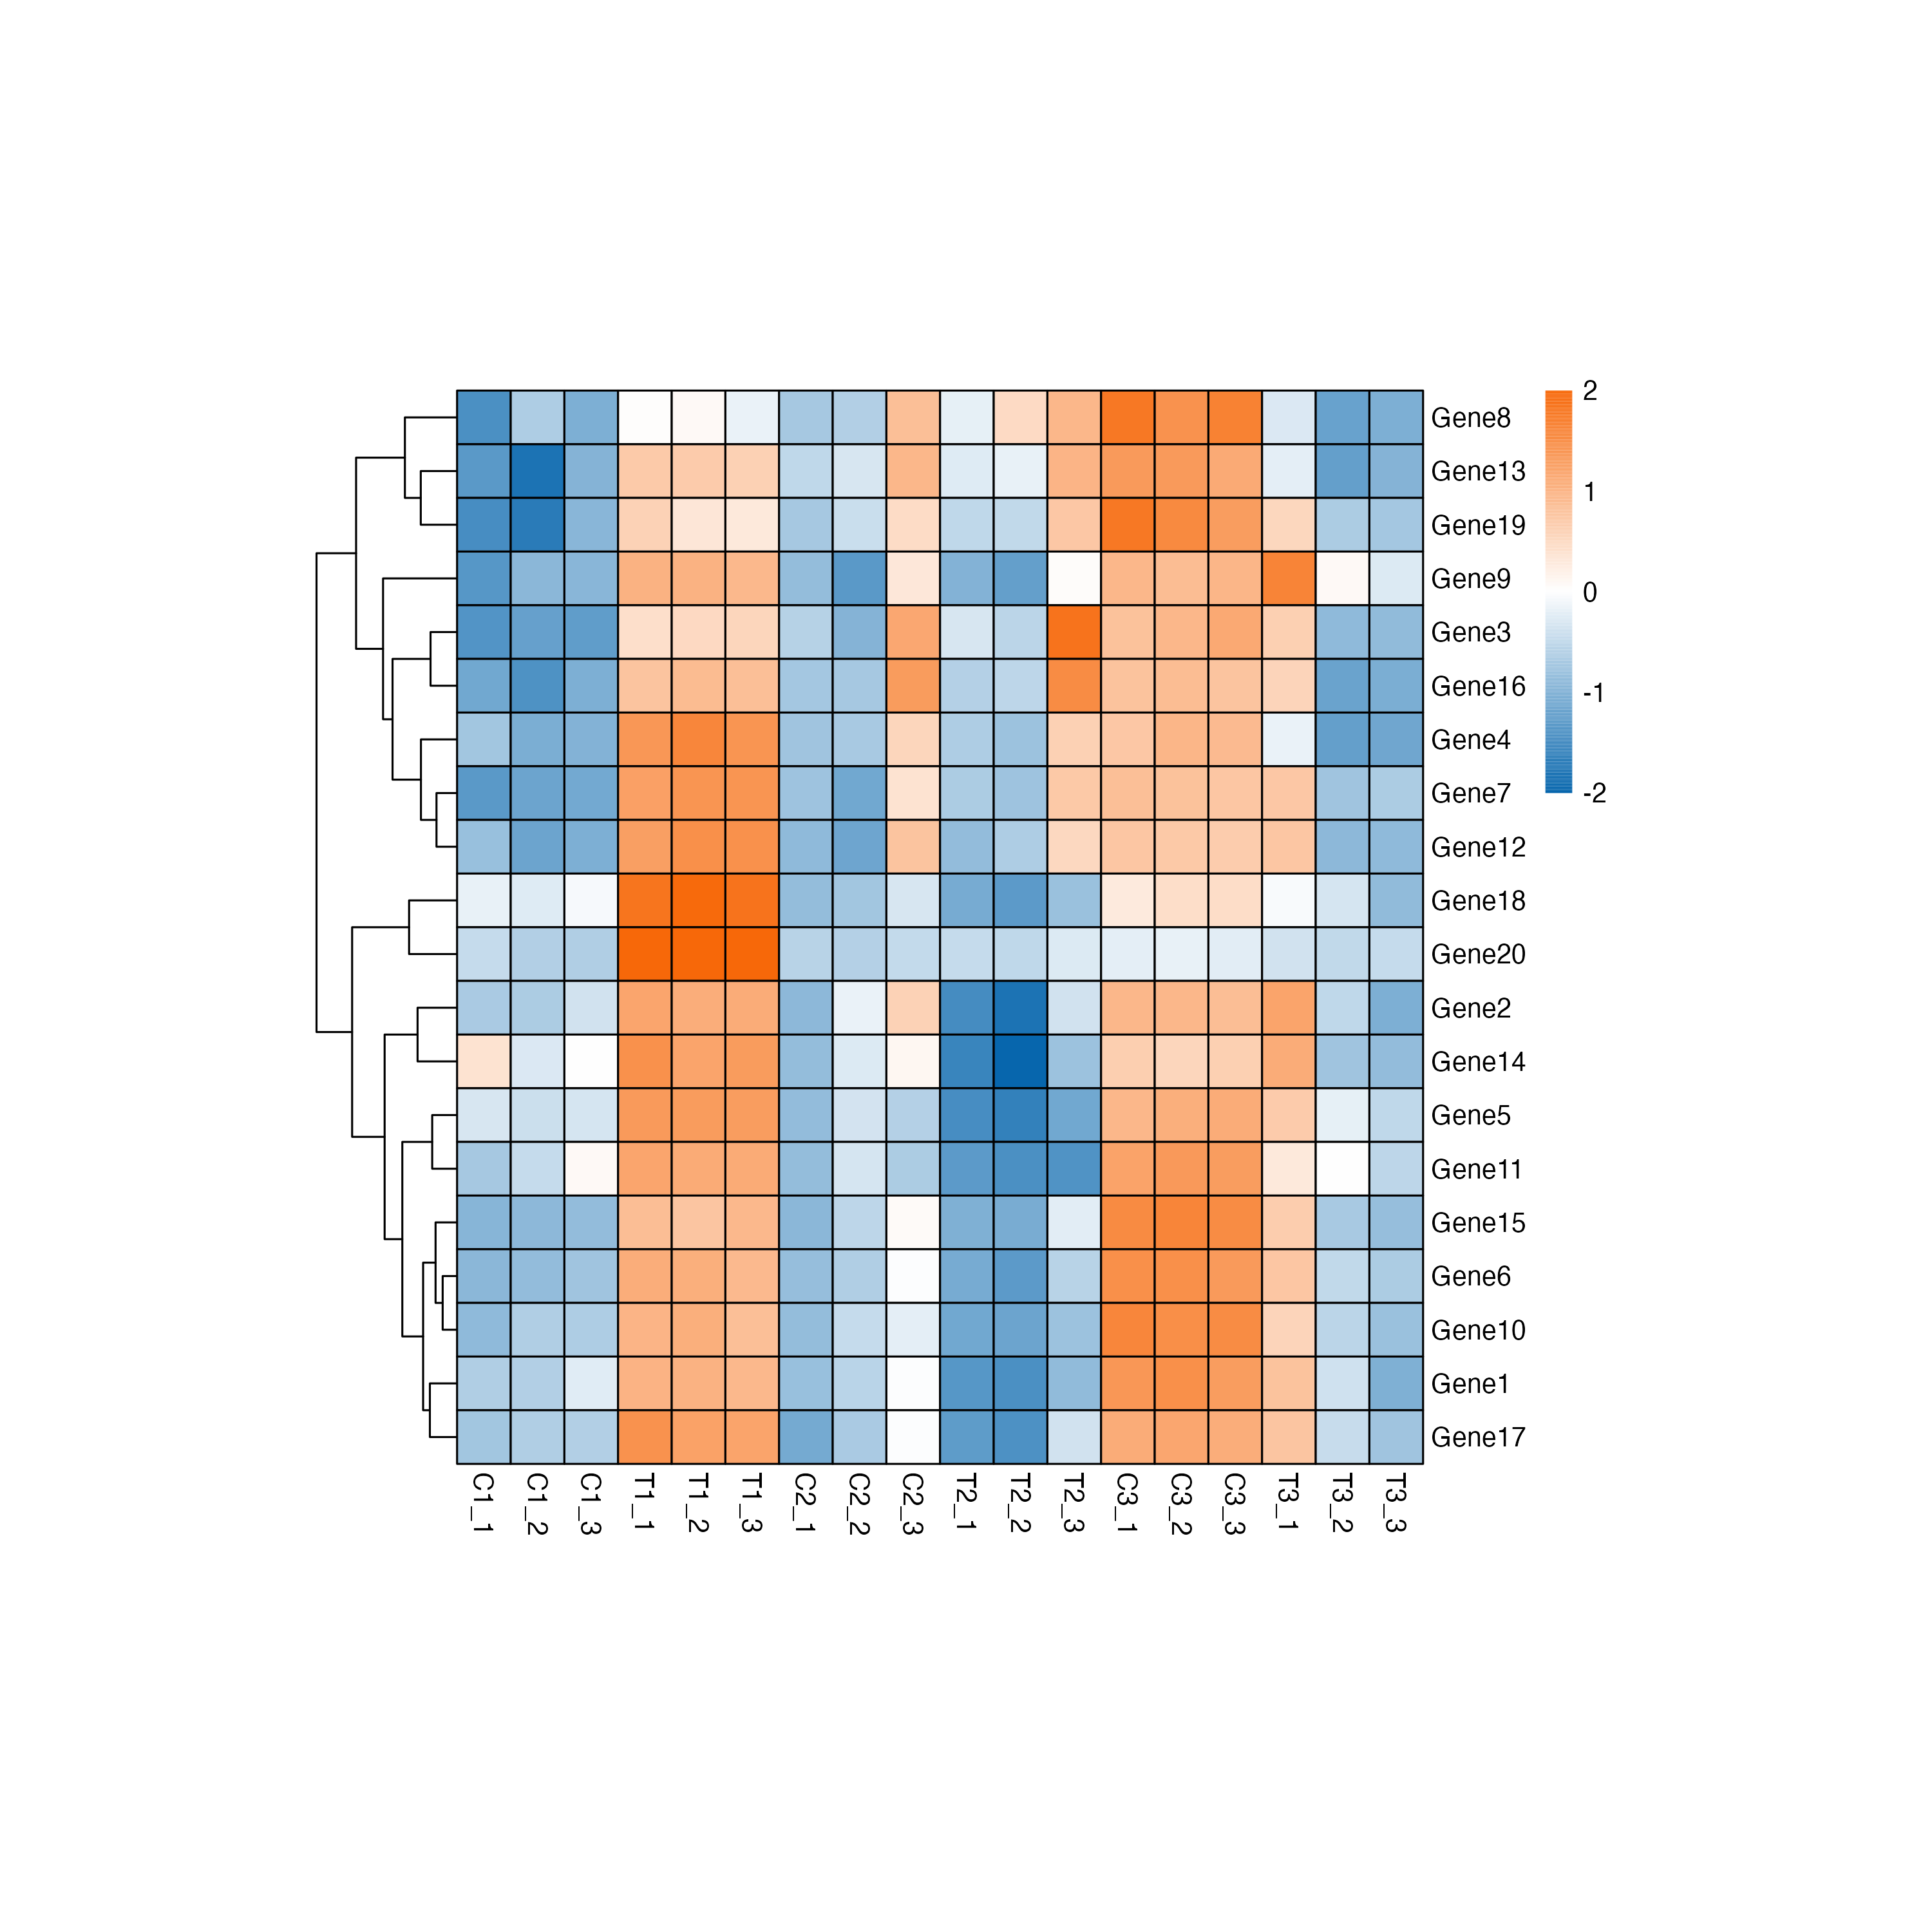 2
1
0
-1
-2
Gene8
Gene13
Gene19
Gene9
Gene3
Gene16
Gene4
Gene7
Gene12
Gene18
Gene20
Gene2
Gene14
Gene5
Gene11
Gene15
Gene6
Gene10
Gene1
Gene17
C1_1
C1_2
C1_3
T1_1
T1_2
T1_3
C2_1
C2_2
C2_3
T2_1
T2_2
T2_3
C3_1
C3_2
C3_3
T3_1
T3_2
T3_3